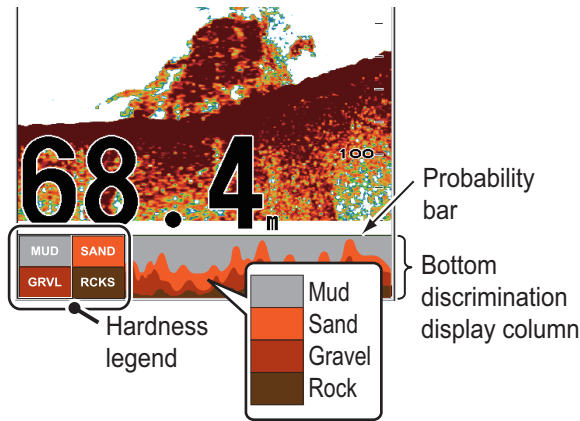 100
68.4m
Probability
bar
MUD SAND
GRVL RCKS
Bottom
discrimination
display column
Hardness
legend
Mud
Sand
Gravel
Rock